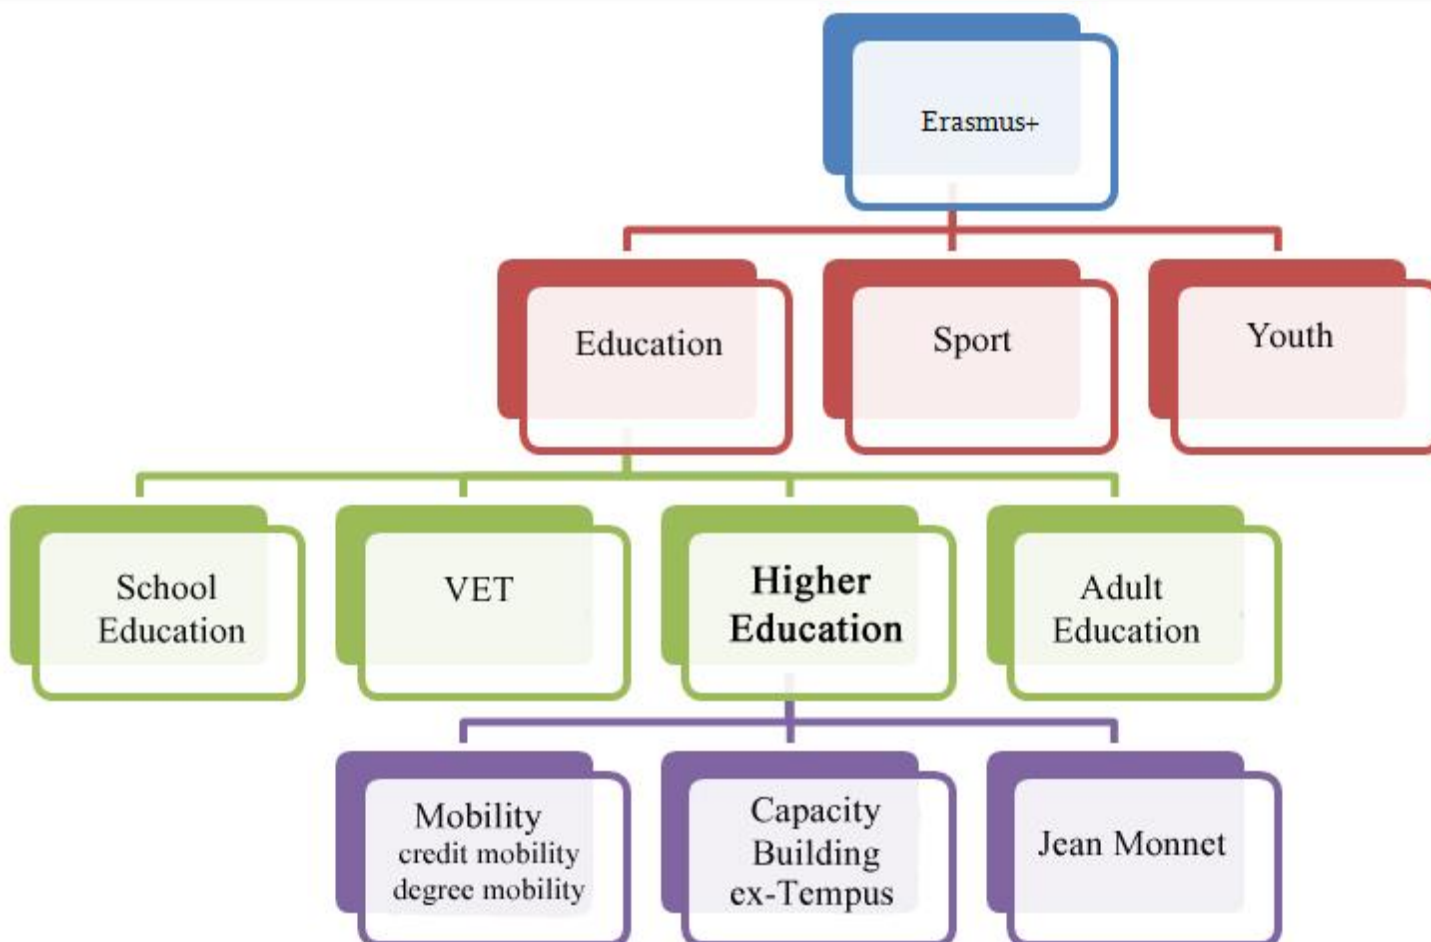 Erasmus+
Education
Sport
Youth
School
Education
VET
Higher
Education
Adult
Education
Mobility
credit mobility
degree mobility
Capacity
Building
ex-Tempus
Jean Monnet